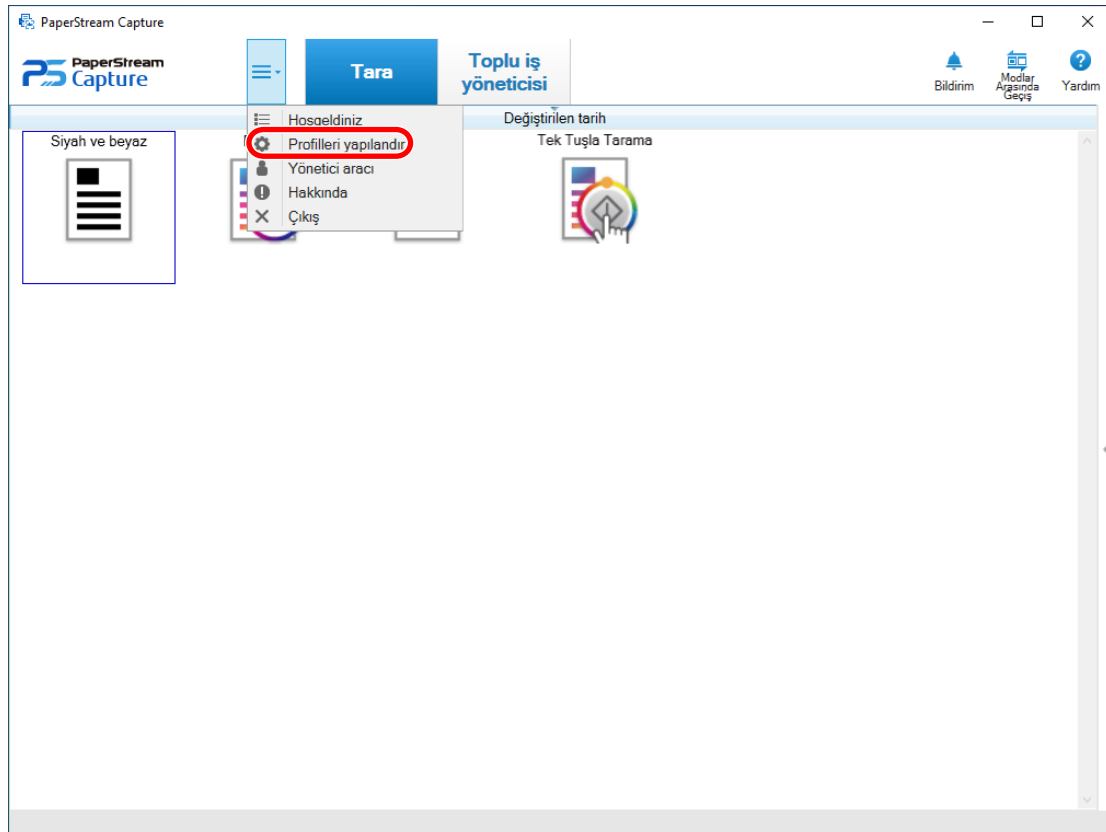 PaperStream Capture
PaperStream
Capture
Tara
Toplu iş
yöneticisi
Bildirim
Modlar
Arasında
Geçiş
Yardım
Hoşgeldiniz
Profilleri yapılandır
Yönetici aracı
Hakkında
Çıkış
Değiştirilen tarih
Siyah ve beyaz
Tek Tuşla Tarama